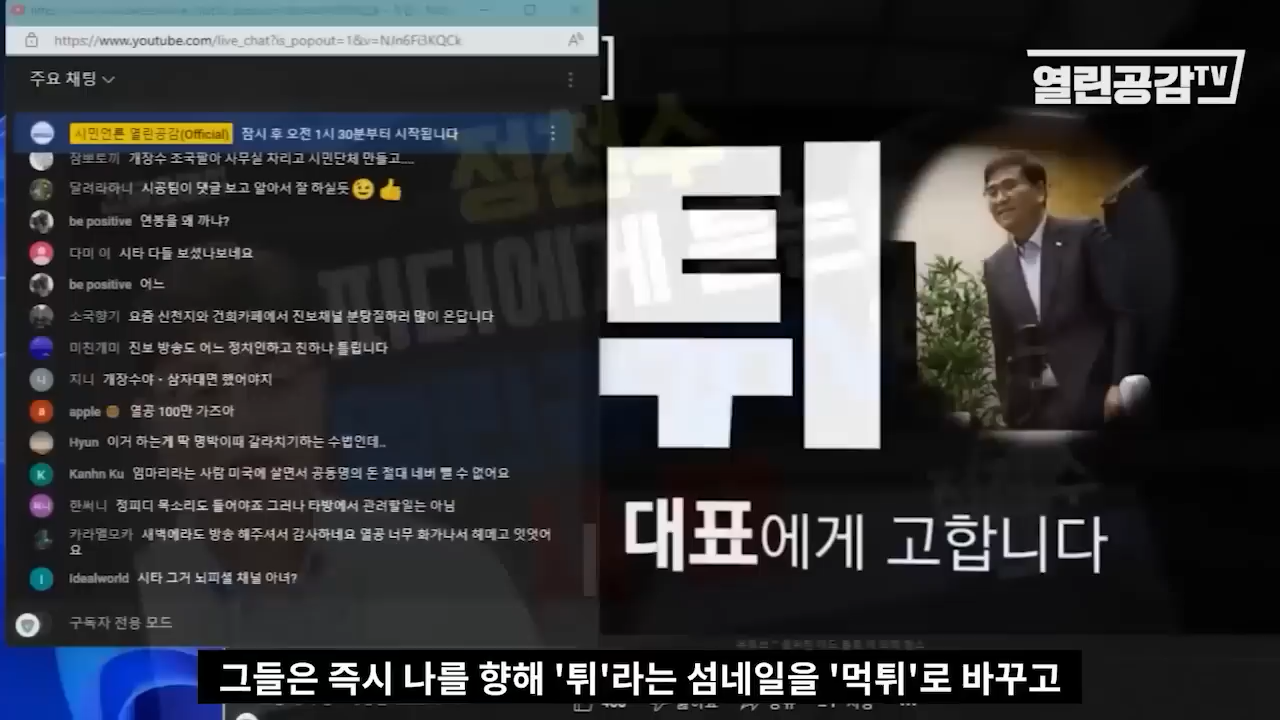 https://www.youtube.com/live_chat?is_popout=1&v=NJn6Fi3KQCk
주요 채팅
시민언론 열린공감(Official) 잠시 후 오전 1시 30분부터 시작됩니다
잠뽀토끼 개장수 조국팔아 사무실 차리고 시민단체 만들고....
달려라하니 시공팀이 댓글 보고 알아서 잘 하실듯😉👍
be positive 연봉을 왜 까냐?
다미 이 시타 다들 보셨나보네요
be positive 어느
소국향기 요즘 신천지와 건희카페에서 진보채널 분탕질하러 많이 온답니다
미친개미 진보 방송도 어느 정치인하고 친하냐 틀립니다
지니 개장수야 - 삼자대면 했어야지
apple 열공 100만 가즈아
Hyun 이거 하는게 딱 명박이때 갈라치기하는 수법인데..
Kanhn Ku 임마리라는 사람 미국에 살면서 공동명의 돈 절대 네버 뺄 수 없어요
한써니 정피디 목소리도 들어야죠 그러나 타방에서 관려할일은 아님
카라멜모카 새벽에라도 방송 해주셔서 감사하네요 열공 너무 화가나서 헤매고 잇엇어
요
Idealworld 시타 그거 뇌피셜 채널 아녀?
구독자 전용 모드
열린공감TV
]
튀
대표에게 고합니다
정천수
피디에게 묻는
그들은 즉시 나를 향해 '튀'라는 섬네일을 '먹튀'로 바꾸고